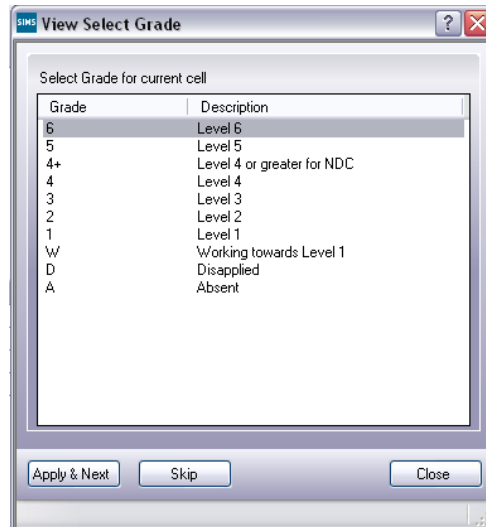 SIMS View Select Grade ?
Select Grade for current cell
Grade Description
6 Level 6
5 Level 5
4+ Level 4 or greater for NDC
4 Level 4
3 Level 3
2 Level 2
1 Level 1
W Working towards Level 1
D Disapplied
A Absent
Apply & Next Skip Close